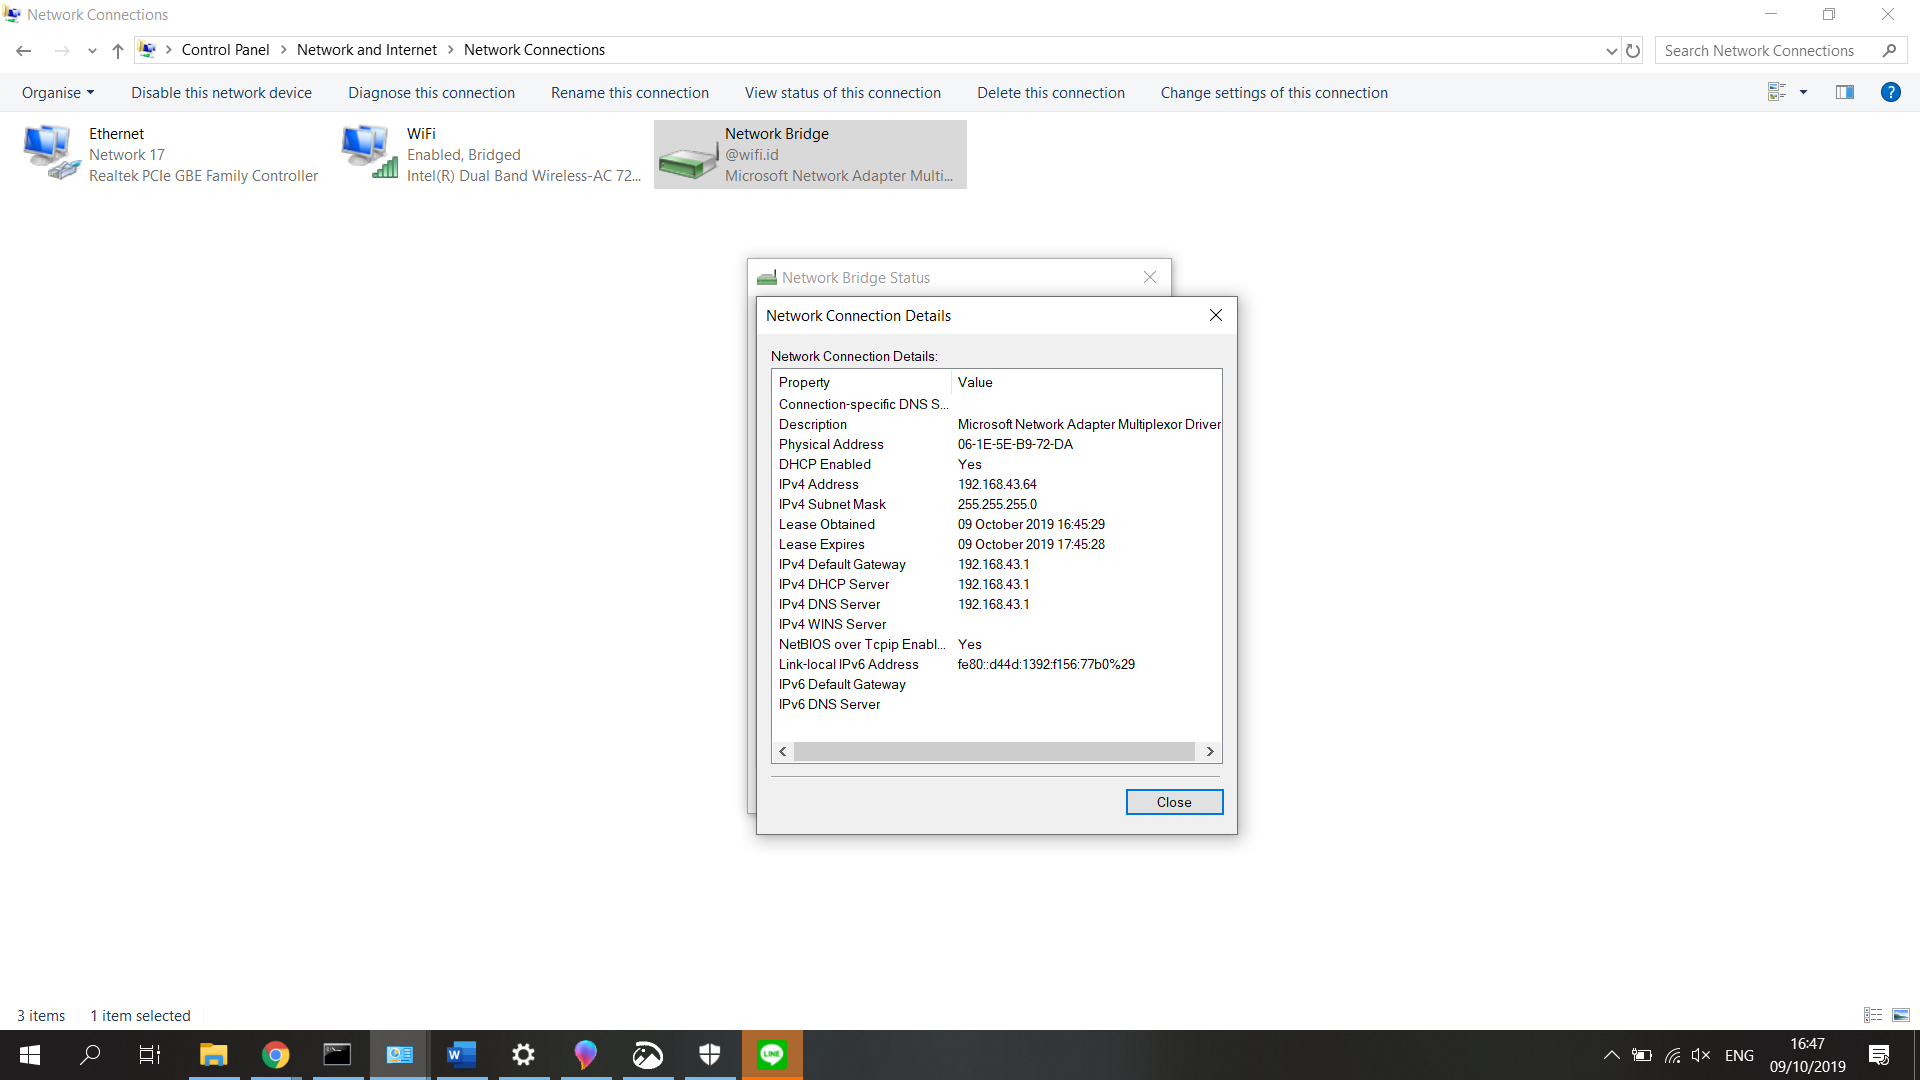 Network Connections
Control Panel > Network and Internet > Network Connections
Search Network Connections
Organise Disable this network device Diagnose this connection Rename this connection View status of this connection Delete this connection Change settings of this connection
Ethernet
Network 17
Realtek PCIe GBE Family Controller
WiFi
Enabled, Bridged
Intel(R) Dual Band Wireless-AC 72...
Network Bridge
@wifi.id
Microsoft Network Adapter Multi...
Network Bridge Status
Network Connection Details
Network Connection Details:
Property Value
Connection-specific DNS S...
Description Microsoft Network Adapter Multiplexor Driver
Physical Address 06-1E-5E-B9-72-DA
DHCP Enabled Yes
IPv4 Address 192.168.43.64
IPv4 Subnet Mask 255.255.255.0
Lease Obtained 09 October 2019 16:45:29
Lease Expires 09 October 2019 17:45:28
IPv4 Default Gateway 192.168.43.1
IPv4 DHCP Server 192.168.43.1
IPv4 DNS Server 192.168.43.1
IPv4 WINS Server
NetBIOS over Tcpip Enabl... Yes
Link-local IPv6 Address fe80::d44d:1392:f156:77b0%29
IPv6 Default Gateway
IPv6 DNS Server
Close
3 items 1 item selected
LINE
ENG
16:47
09/10/2019